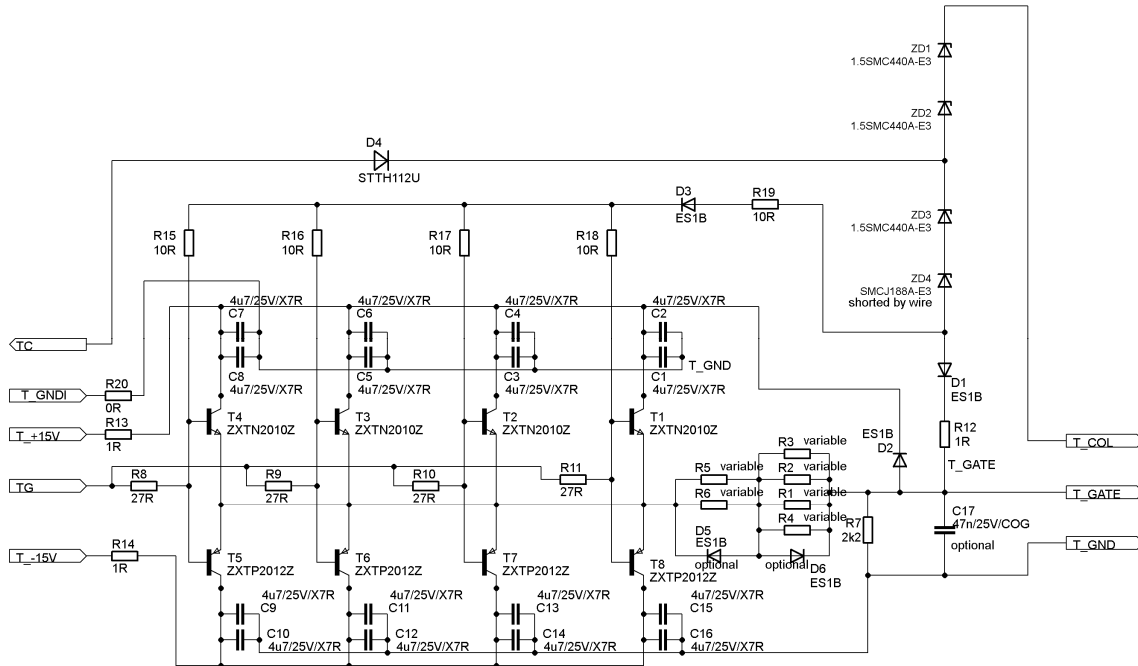 ZD1
1.5SMC440A-E3
ZD2
1.5SMC440A-E3
D4
STTH112U
D3
ES1B
R19
10R
ZD3
1.5SMC440A-E3
R15
10R
R16
10R
R17
10R
R18
10R
ZD4
SMCJ188A-E3
shorted by wire
4u7/25V/X7R
C7
4u7/25V/X7R
C6
4u7/25V/X7R
C4
4u7/25V/X7R
C2
TC
C8
4u7/25V/X7R
C5
4u7/25V/X7R
C3
4u7/25V/X7R
C1
4u7/25V/X7R
T_GND
D1
ES1B
T_GNDI
R20
0R
T_+15V
R13
1R
T4
ZXTN2010Z
T3
ZXTN2010Z
T2
ZXTN2010Z
T1
ZXTN2010Z
ES1B
D2
R12
1R
T_COL
R3 variable
R5 variable
R2 variable
T_GATE
TG
R8
27R
R9
27R
R10
27R
R11
27R
R6 variable
R1 variable
T_GATE
R4 variable
R7
2k2
C17
47n/25V/COG
optional
T_GND
T_-15V
R14
1R
T5
ZXTP2012Z
T6
ZXTP2012Z
T7
ZXTP2012Z
T8
ZXTP2012Z
D5
ES1B
optional
optional
D6
ES1B
4u7/25V/X7R
C9
4u7/25V/X7R
C11
4u7/25V/X7R
C13
4u7/25V/X7R
C15
C10
4u7/25V/X7R
C12
4u7/25V/X7R
C14
4u7/25V/X7R
C16
4u7/25V/X7R